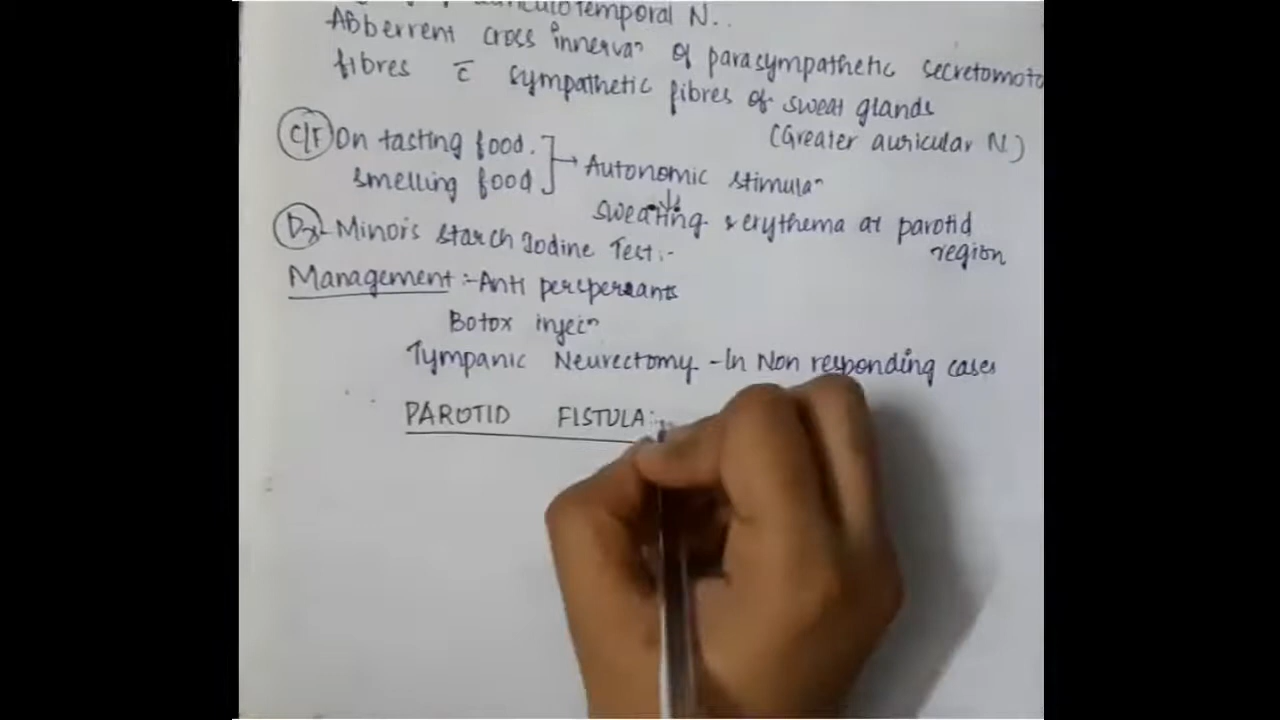 Temporal N..
Abberrent cross innervaⁿ of parasympathetic secretomoto
fibres c̄ sympathetic fibres of sweat glands
(Greater auricular N)
C/F On tasting food.
smelling food → Autonomic stimulaⁿ
↓
sweating & erythema at parotid
region
Dx- Minor's starch Iodine Test:-
Management :- Anti perspersants
Botox injecⁿ
Tympanic Neurectomy - In Non responding cases
PAROTID FISTULA:-